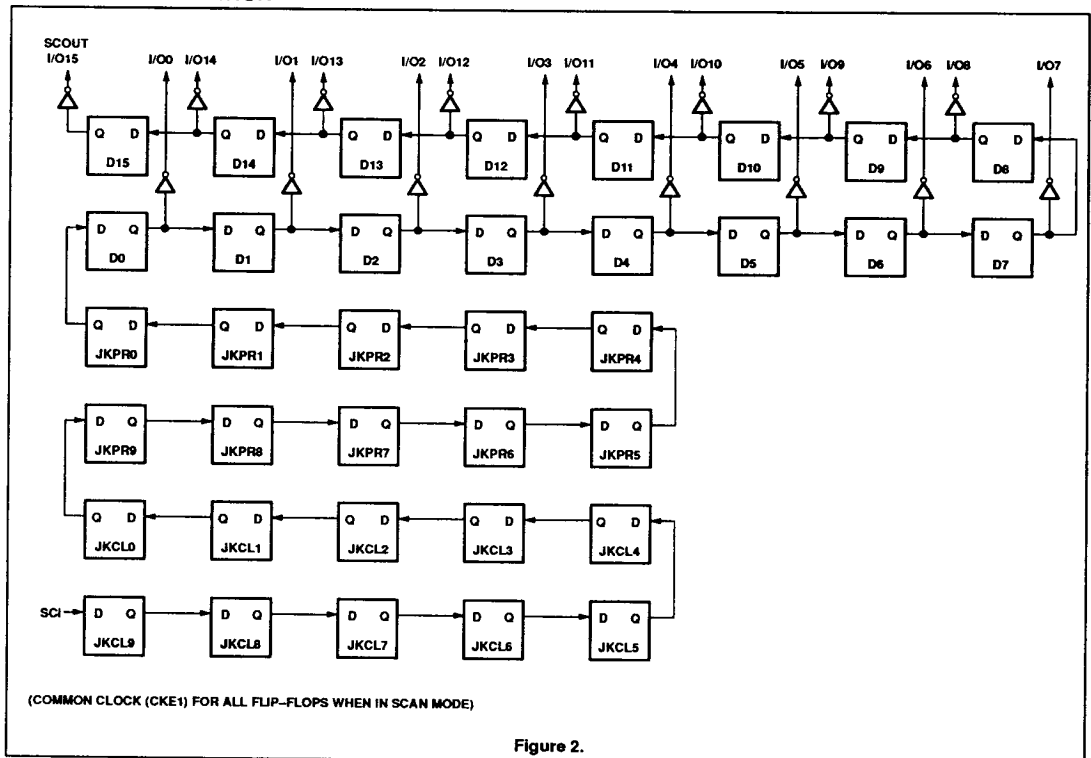 SCOUT
I/O15 I/O0 I/O14 I/O1 I/O13 I/O2 I/O12 I/O3 I/O11 I/O4 I/O10 I/O5 I/O9 I/O6 I/O8 I/O7
Q D Q D Q D Q D Q D Q D Q D Q D
D15 D14 D13 D12 D11 D10 D9 D8
D Q D Q D Q D Q D Q D Q D Q D Q
D0 D1 D2 D3 D4 D5 D6 D7
Q D Q D Q D Q D Q D
JKPR0 JKPR1 JKPR2 JKPR3 JKPR4
D Q D Q D Q D Q D Q
JKPR9 JKPR8 JKPR7 JKPR6 JKPR5
Q D Q D Q D Q D Q D
JKCL0 JKCL1 JKCL2 JKCL3 JKCL4
SCI D Q D Q D Q D Q D Q
JKCL9 JKCL8 JKCL7 JKCL6 JKCL5
(COMMON CLOCK (CKE1) FOR ALL FLIP–FLOPS WHEN IN SCAN MODE)
Figure 2.